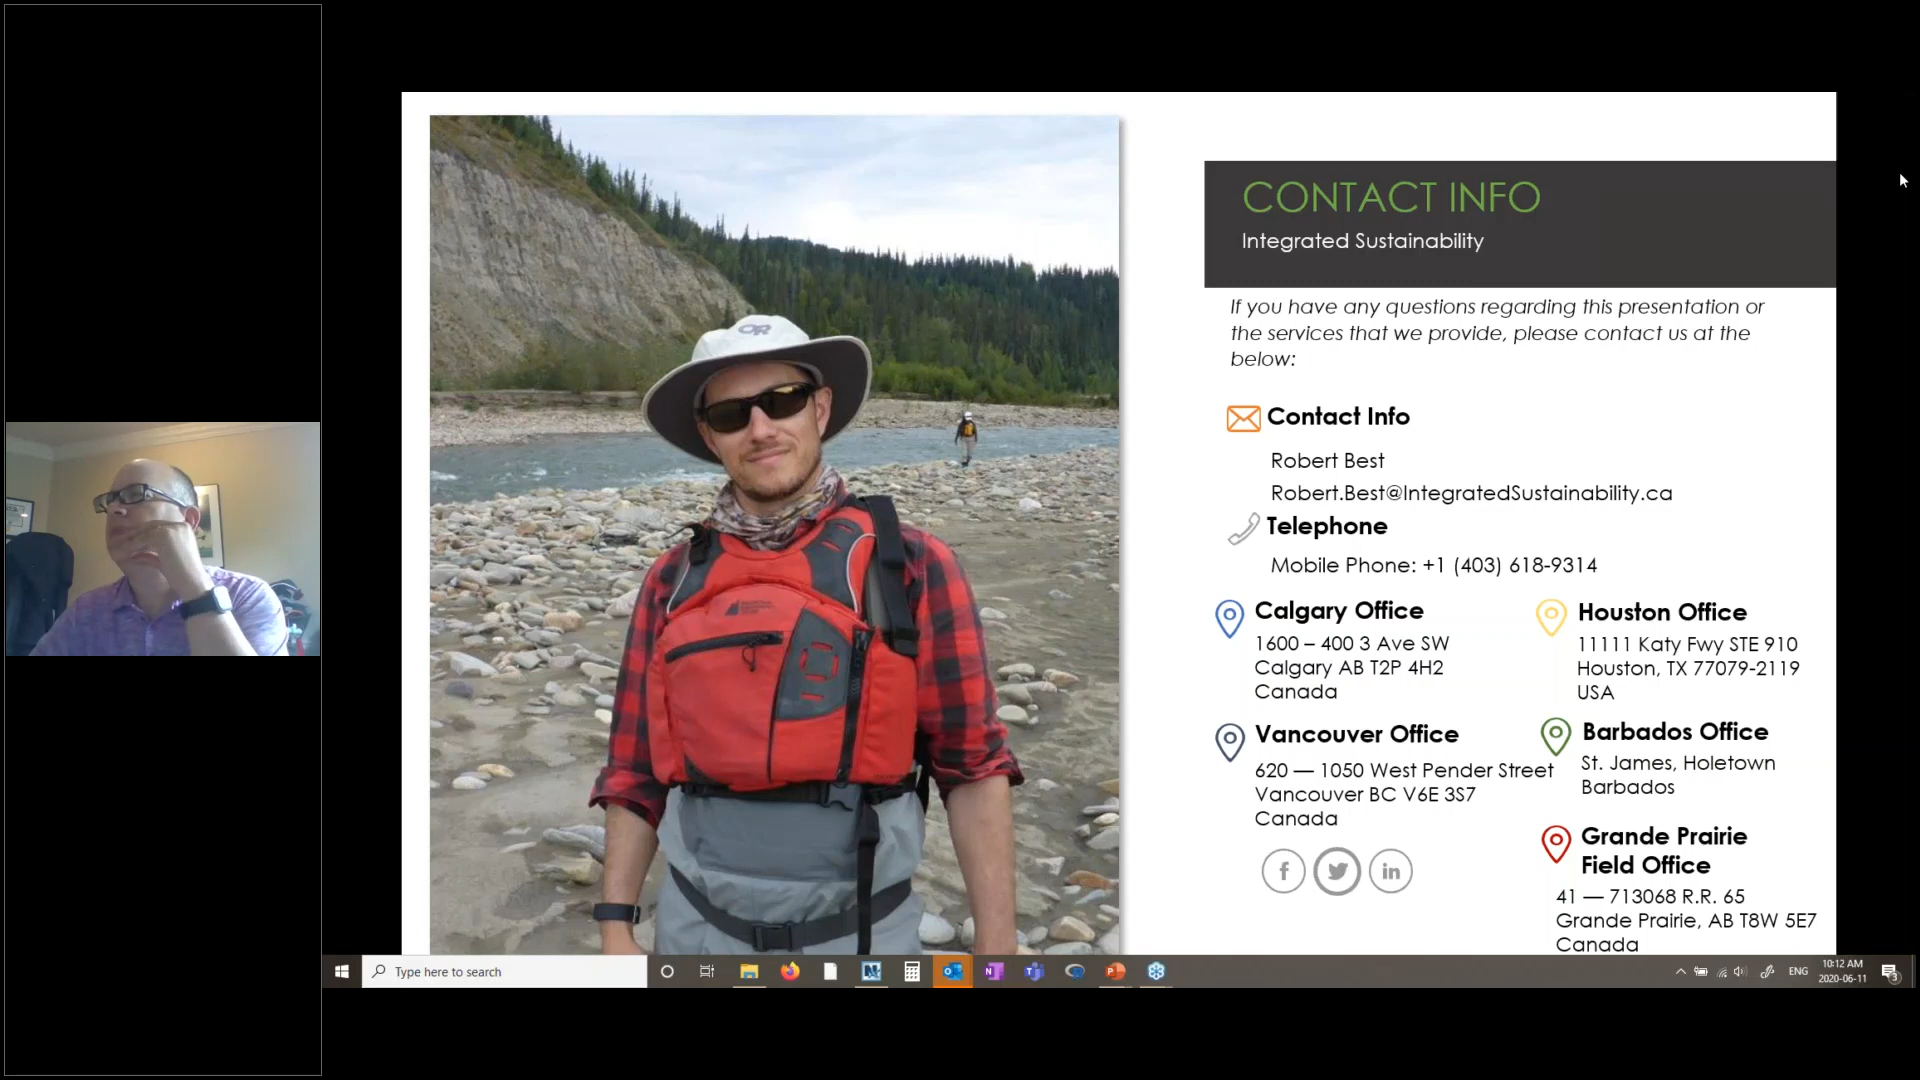 OR
CONTACT INFO
Integrated Sustainability
If you have any questions regarding this presentation or
the services that we provide, please contact us at the
below:
Contact Info
Robert Best
Robert.Best@IntegratedSustainability.ca
Telephone
Mobile Phone: +1 (403) 618-9314
Calgary Office
1600 – 400 3 Ave SW
Calgary AB T2P 4H2
Canada
Houston Office
11111 Katy Fwy STE 910
Houston, TX 77079-2119
USA
Vancouver Office
620 — 1050 West Pender Street
Vancouver BC V6E 3S7
Canada
Barbados Office
St. James, Holetown
Barbados
Grande Prairie
Field Office
41 — 713068 R.R. 65
Grande Prairie, AB T8W 5E7
Canada
f
in
Type here to search
ENG
10:12 AM
2020-06-11
3